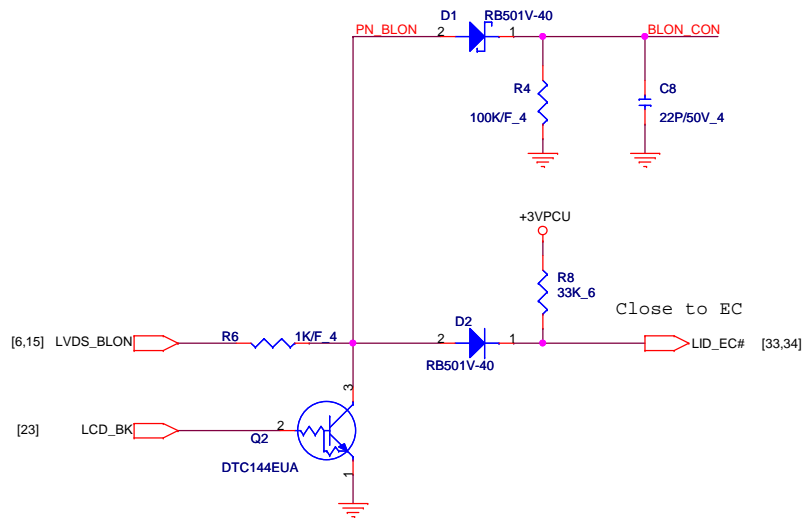 D1 RB501V-40
PN_BLON 2 1 BLON_CON
R4 C8
100K/F_4 22P/50V_4
+3VPCU
R8
33K_6
Close to EC
[6,15] LVDS_BLON R6 1K/F_4 D2 2 1 LID_EC# [33,34]
RB501V-40
3
[23] LCD_BK 2
Q2
DTC144EUA
1